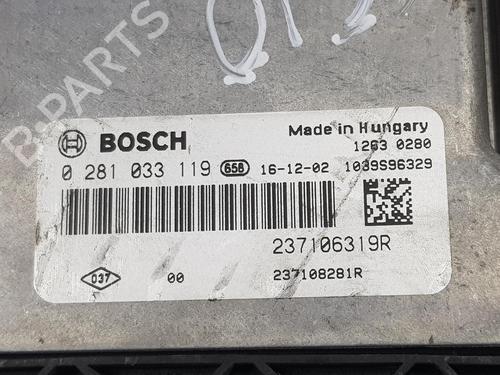 B-PARTS
BOSCH
Made in Hungary
1263 0280
0 281 033 119 658 16-12-02 1039S96329
237106319R
037 00 237108281R